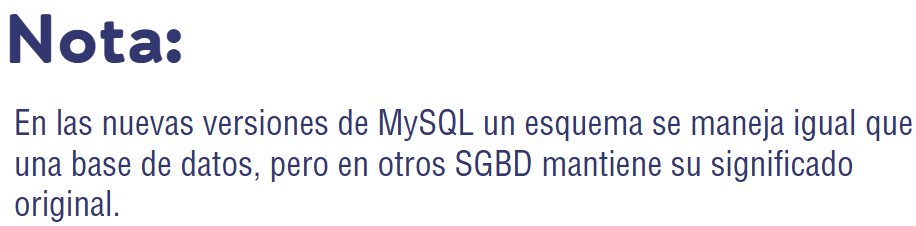 Nota:
En las nuevas versiones de MySQL un esquema se maneja igual que
una base de datos, pero en otros SGBD mantiene su significado
original.